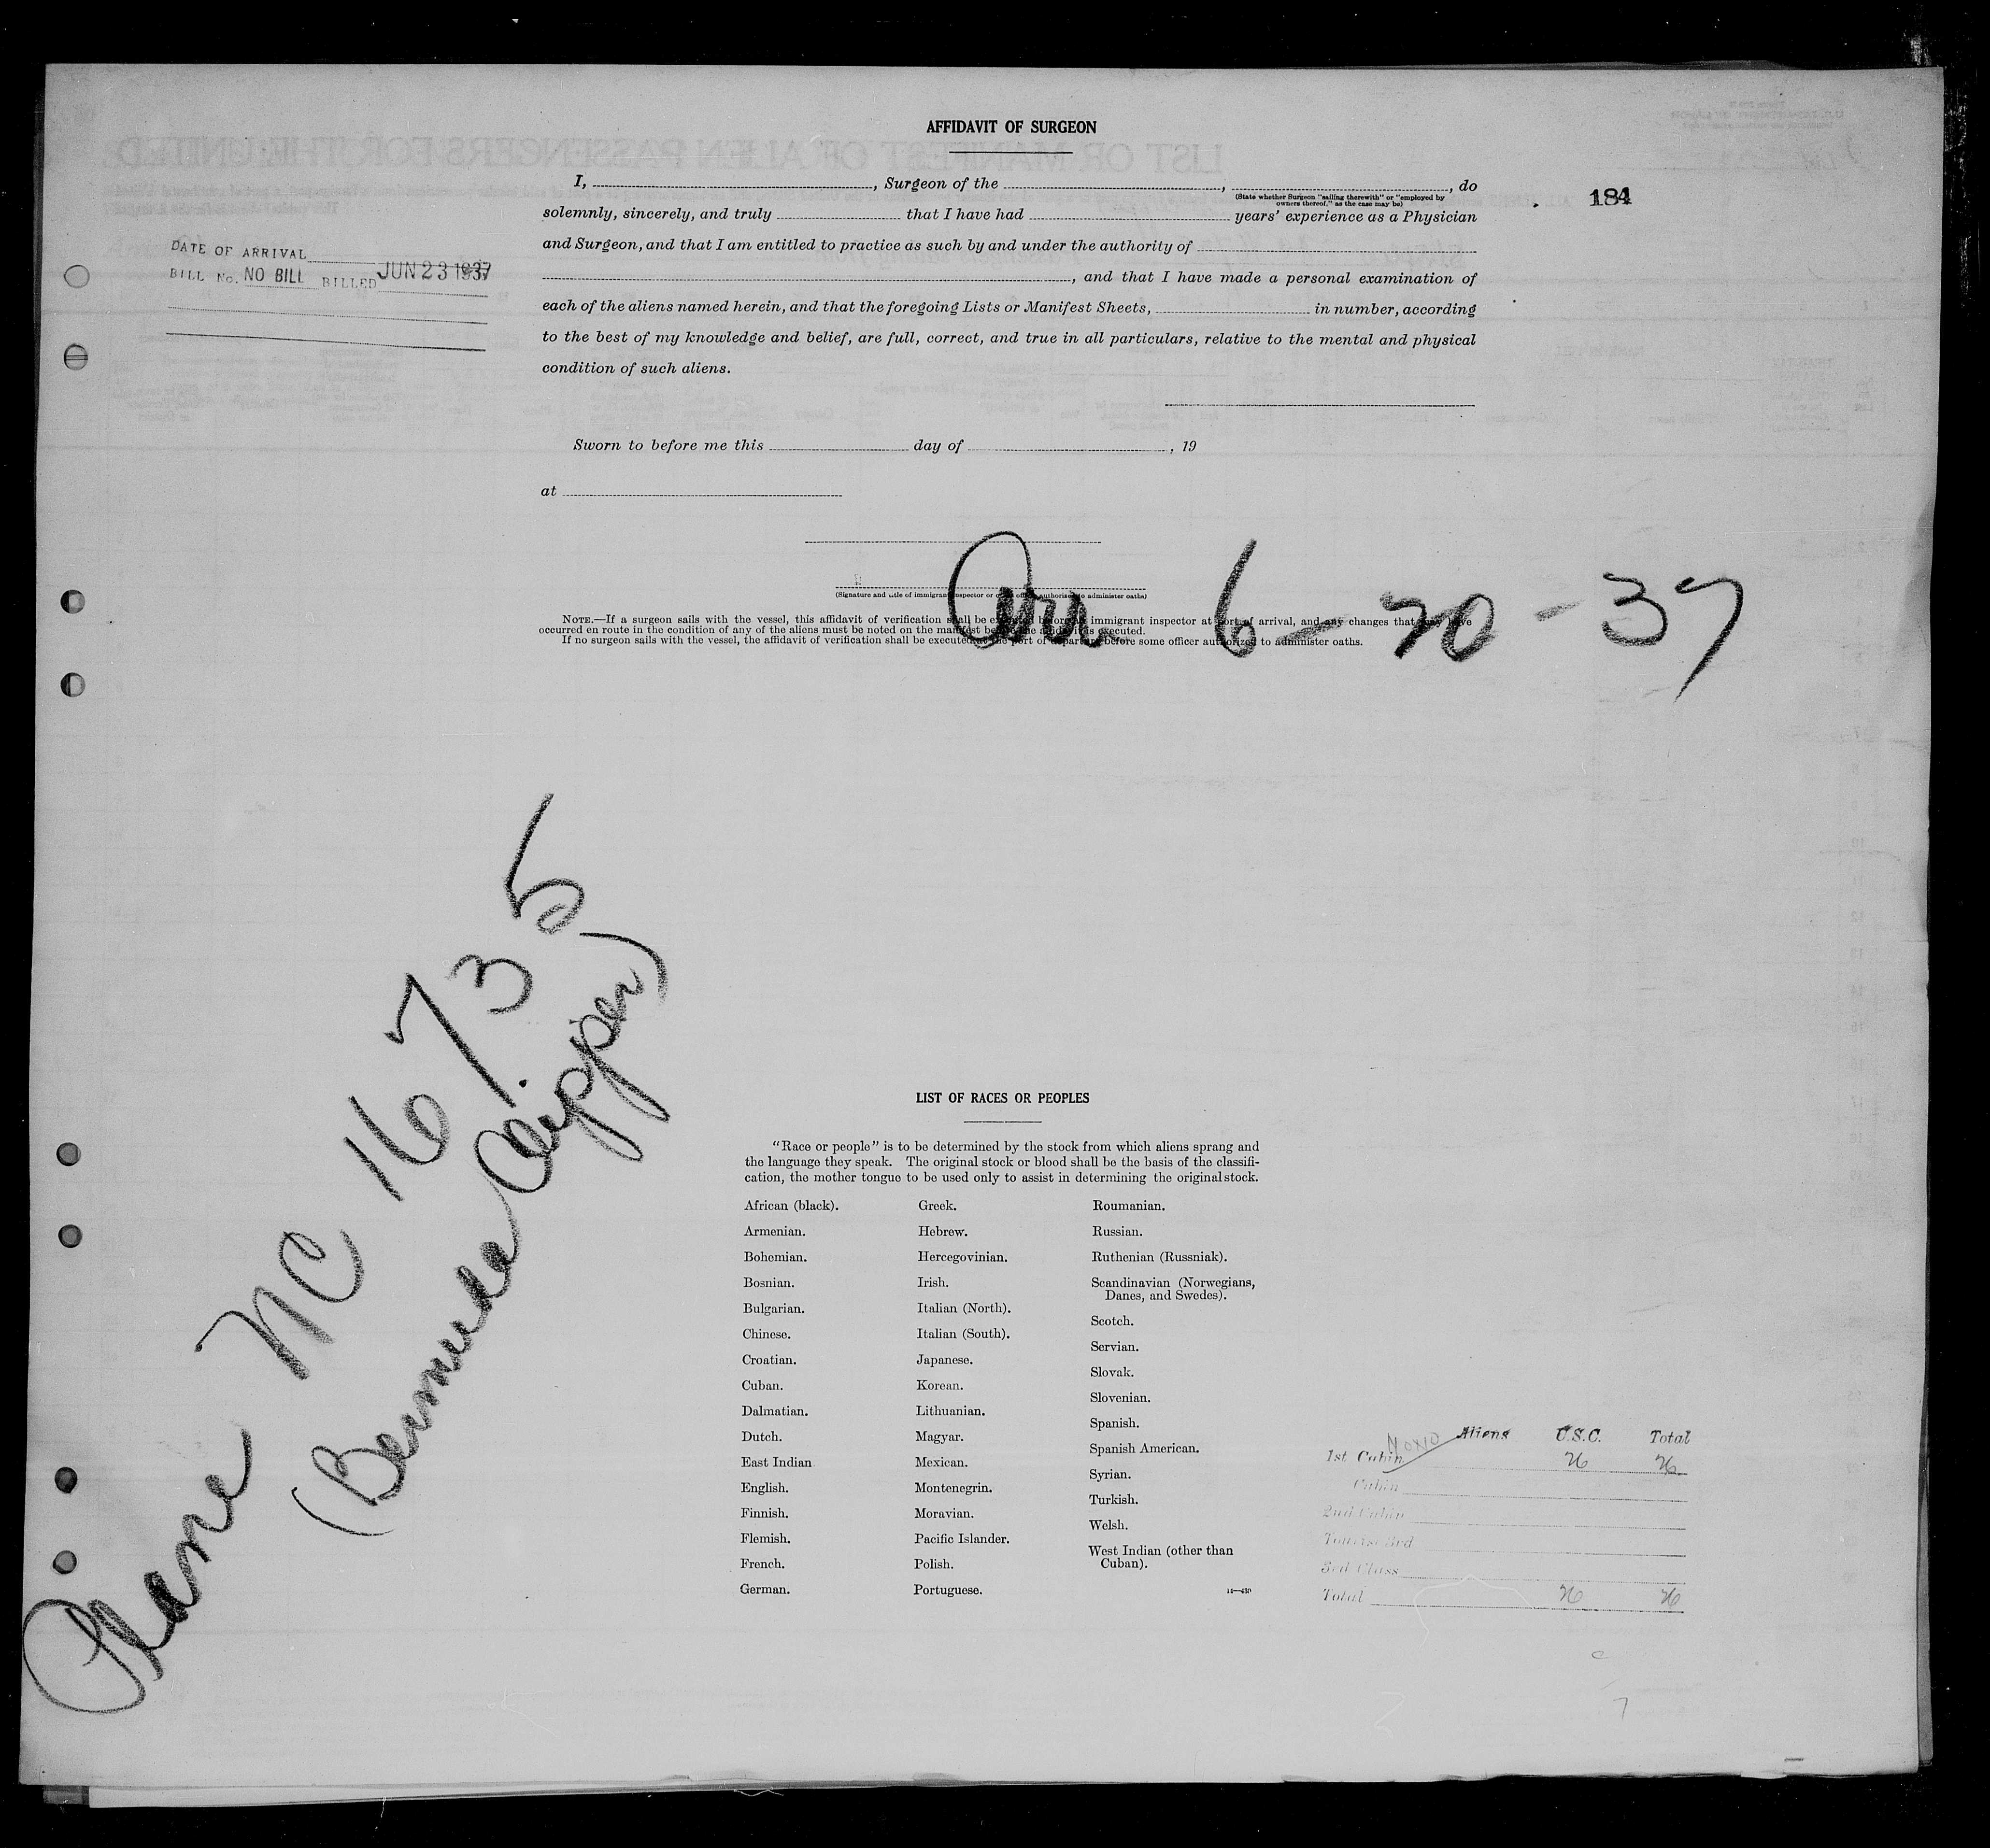 AFFIDAVIT OF SURGEON
I, , Surgeon of the , , do
(State whether Surgeon "sailing therewith" or "employed by
owners thereof," as the case may be)
184
solemnly, sincerely, and truly that I have had years' experience as a Physician
and Surgeon, and that I am entitled to practice as such by and under the authority of
, and that I have made a personal examination of
each of the aliens named herein, and that the foregoing Lists or Manifest Sheets, in number, according
to the best of my knowledge and belief, are full, correct, and true in all particulars, relative to the mental and physical
condition of such aliens.
DATE OF ARRIVAL
BILL No. NO BILL BILLED JUN 23 1937
Sworn to before me this day of , 19
at
(Signature and title of immigrant inspector or other officer authorized to administer oaths)
Arr 6-20-37
NOTE.—If a surgeon sails with the vessel, this affidavit of verification shall be executed before immigrant inspector at port of arrival, and any changes that may have
occurred en route in the condition of any of the aliens must be noted on the manifest before the affidavit is executed.
If no surgeon sails with the vessel, the affidavit of verification shall be executed at the port of departure before some officer authorized to administer oaths.
Plane NC 16735
(Bermuda Clipper)
LIST OF RACES OR PEOPLES
"Race or people" is to be determined by the stock from which aliens sprang and
the language they speak. The original stock or blood shall be the basis of the classifi-
cation, the mother tongue to be used only to assist in determining the original stock.
African (black).
Armenian.
Bohemian.
Bosnian.
Bulgarian.
Chinese.
Croatian.
Cuban.
Dalmatian.
Dutch.
East Indian
English.
Finnish.
Flemish.
French.
German.
Greek.
Hebrew.
Hercegovinian.
Irish.
Italian (North).
Italian (South).
Japanese.
Korean.
Lithuanian.
Magyar.
Mexican.
Montenegrin.
Moravian.
Pacific Islander.
Polish.
Portuguese.
Roumanian.
Russian.
Ruthenian (Russniak).
Scandinavian (Norwegians,
Danes, and Swedes).
Scotch.
Servian.
Slovak.
Slovenian.
Spanish.
Spanish American.
Syrian.
Turkish.
Welsh.
West Indian (other than
Cuban).
Aliens U.S.C. Total
1st Cabin 26 26
Cabin
2nd Cabin
Tourist 3rd
3rd Class
Total 26 26